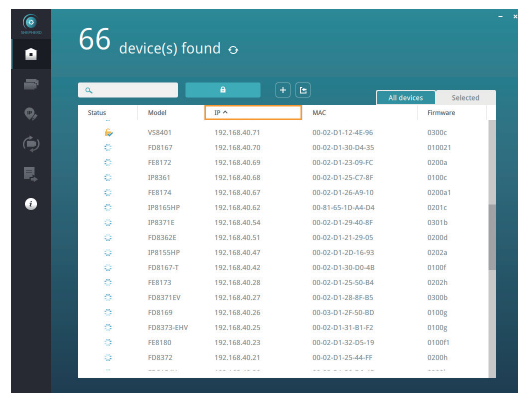 SHEPHERD
66 device(s) found
All devices Selected
Status Model IP MAC Firmware
VS8401 192.168.40.71 00-02-D1-12-4E-96 0300c
FD8167 192.168.40.70 00-02-D1-30-D4-35 010021
FE8172 192.168.40.69 00-02-D1-23-09-FC 0200a
IP8361 192.168.40.68 00-02-D1-25-C7-8F 0100c
FE8174 192.168.40.67 00-02-D1-26-A9-10 0200a1
IP8165HP 192.168.40.62 00-81-65-1D-A4-D4 0201c
IP8371E 192.168.40.54 00-02-D1-29-40-8F 0301b
FD8362E 192.168.40.51 00-02-D1-21-29-05 0200d
IP8155HP 192.168.40.47 00-02-D1-2D-16-93 0202a
FD8167-T 192.168.40.42 00-02-D1-30-D0-4B 0100f
FE8173 192.168.40.28 00-02-D1-25-50-B4 0202h
FD8371EV 192.168.40.27 00-02-D1-28-8F-B5 0300b
FD8169 192.168.40.26 00-03-D1-2F-50-BD 0100g
FD8373-EHV 192.168.40.25 00-02-D1-31-B1-F2 0100g
FE8180 192.168.40.23 00-02-D1-32-D5-19 0100f1
FD8372 192.168.40.21 00-02-D1-25-44-FF 0200h